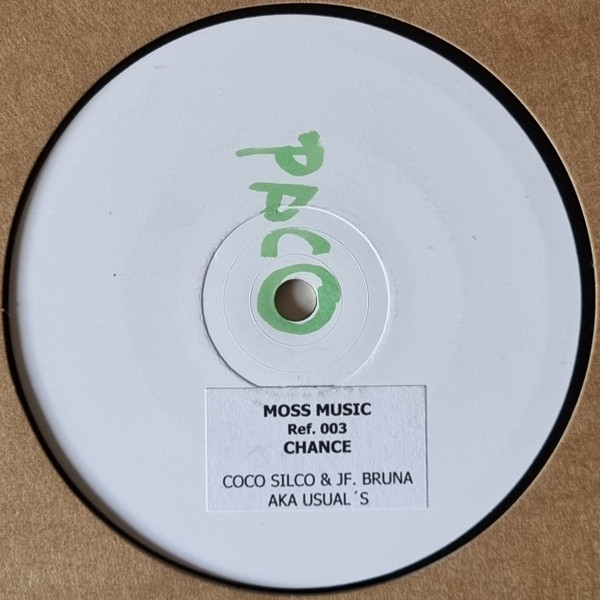 PACO
MOSS MUSIC
Ref. 003
CHANCE
COCO SILCO & JF. BRUNA
AKA USUAL´S